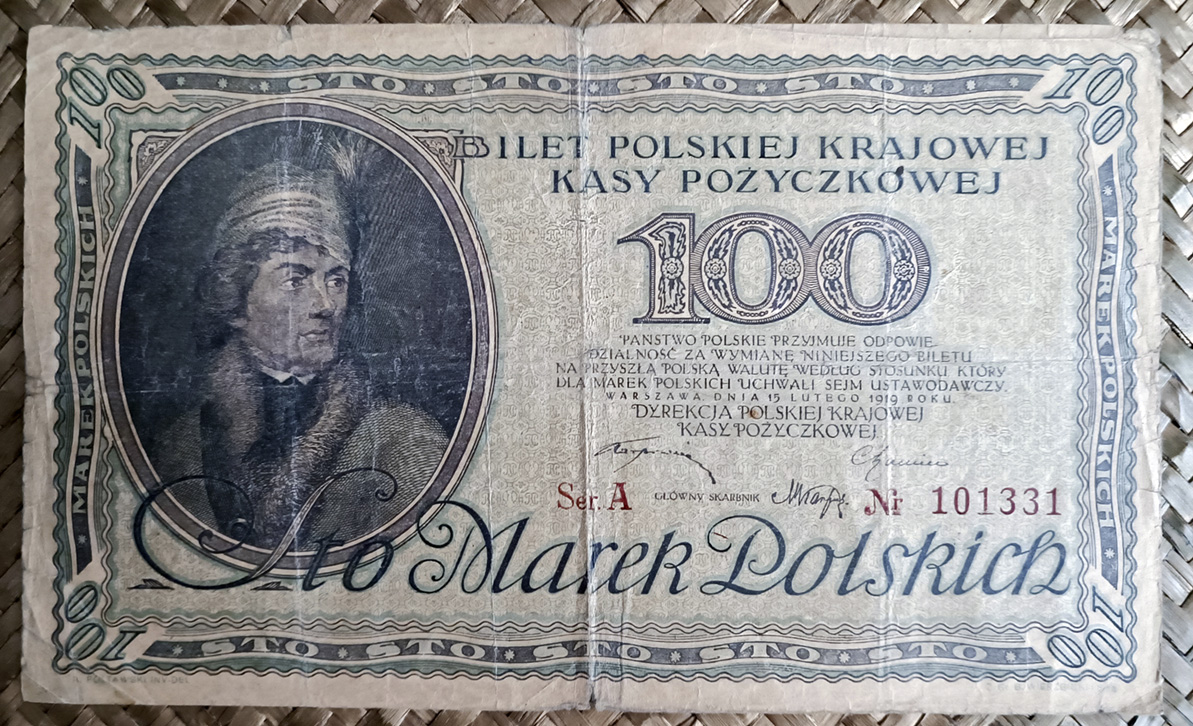 100 STO STO STO STO STO 100
BILET POLSKIEJ KRAJOWEJ
KASY POŻYCZKOWEJ
100
PAŃSTWO POLSKIE PRZYJMUJE ODPOWIE-
DZIALNOŚĆ ZA WYMIANĘ NINIEJSZEGO BILETU
NA PRZYSZŁĄ POLSKĄ WALUTĘ WEDŁUG STOSUNKU KTÓRY
DLA MAREK POLSKICH UCHWALI SEJM USTAWODAWCZY.
WARSZAWA, DNIA 15 LUTEGO 1919 ROKU.
DYREKCJA POLSKIEJ KRAJOWEJ
KASY POŻYCZKOWEJ
Ser. A GŁÓWNY SKARBNIK Nr 101331
Sto Marek Polskich
MAREK POLSKICH
MAREK POLSKICH
100 STO STO STO STO STO 100